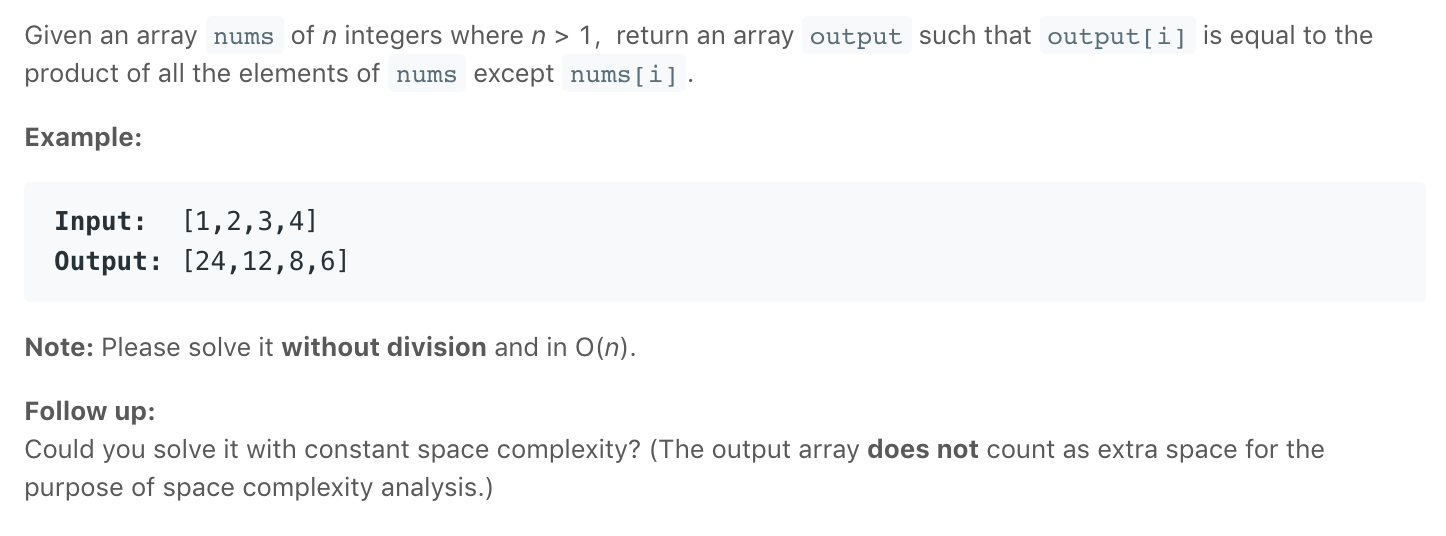 Given an array nums of n integers where n > 1,  return an array output such that output[i] is equal to the
product of all the elements of nums except nums[i].
Example:
Input:  [1,2,3,4]
Output: [24,12,8,6]
Note: Please solve it without division and in O(n).
Follow up:
Could you solve it with constant space complexity? (The output array does not count as extra space for the
purpose of space complexity analysis.)